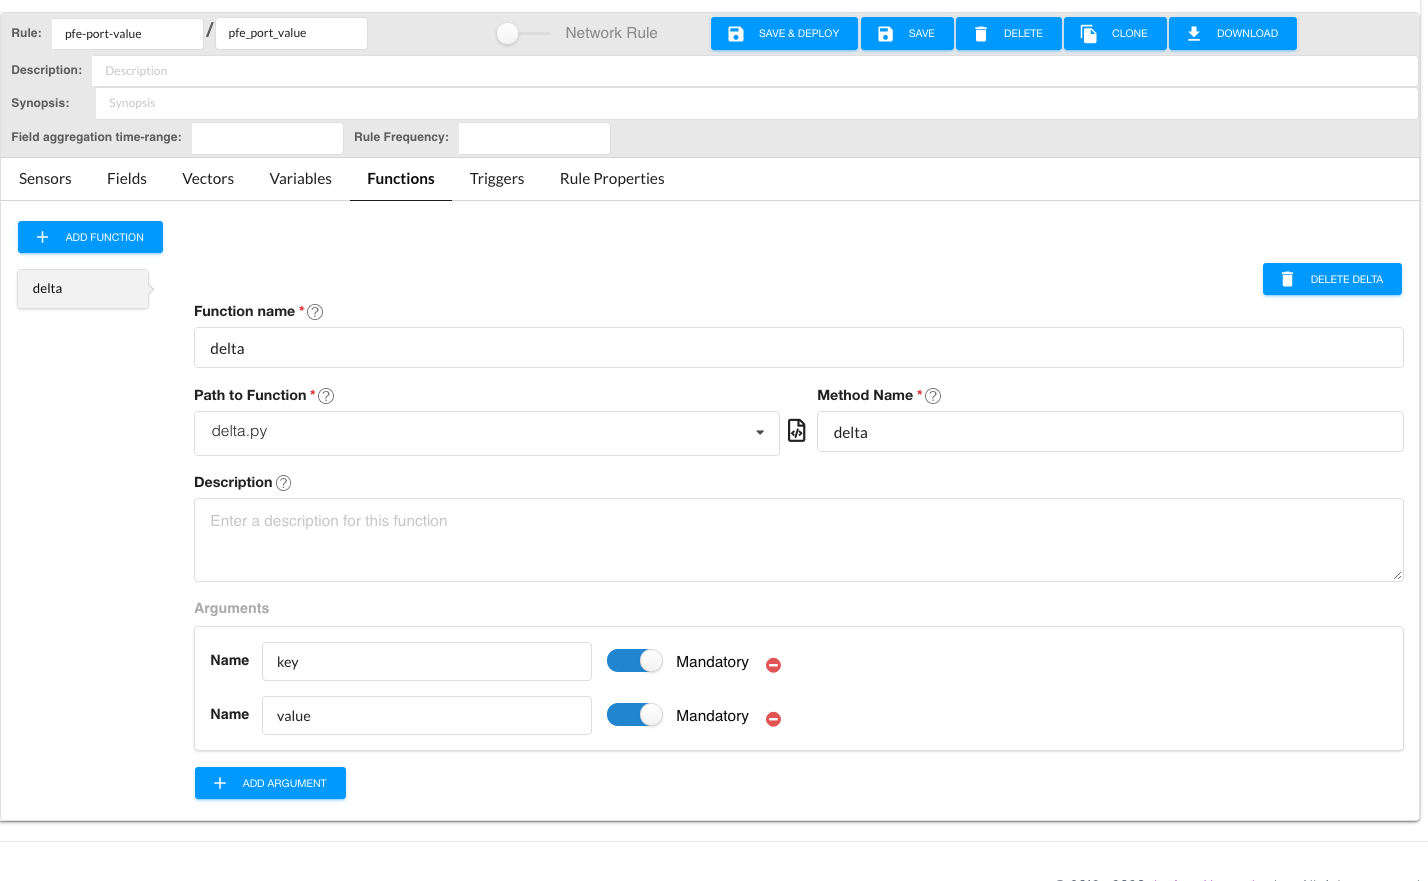 Rule: pfe-port-value / pfe_port_value Network Rule SAVE & DEPLOY SAVE DELETE CLONE DOWNLOAD
Description: Description
Synopsis: Synopsis
Field aggregation time-range: Rule Frequency:
Sensors Fields Vectors Variables Functions Triggers Rule Properties
+ ADD FUNCTION
delta
DELETE DELTA
Function name * ?
delta
Path to Function * ? Method Name * ?
delta.py delta
Description ?
Enter a description for this function
Arguments
Name key Mandatory
Name value Mandatory
+ ADD ARGUMENT